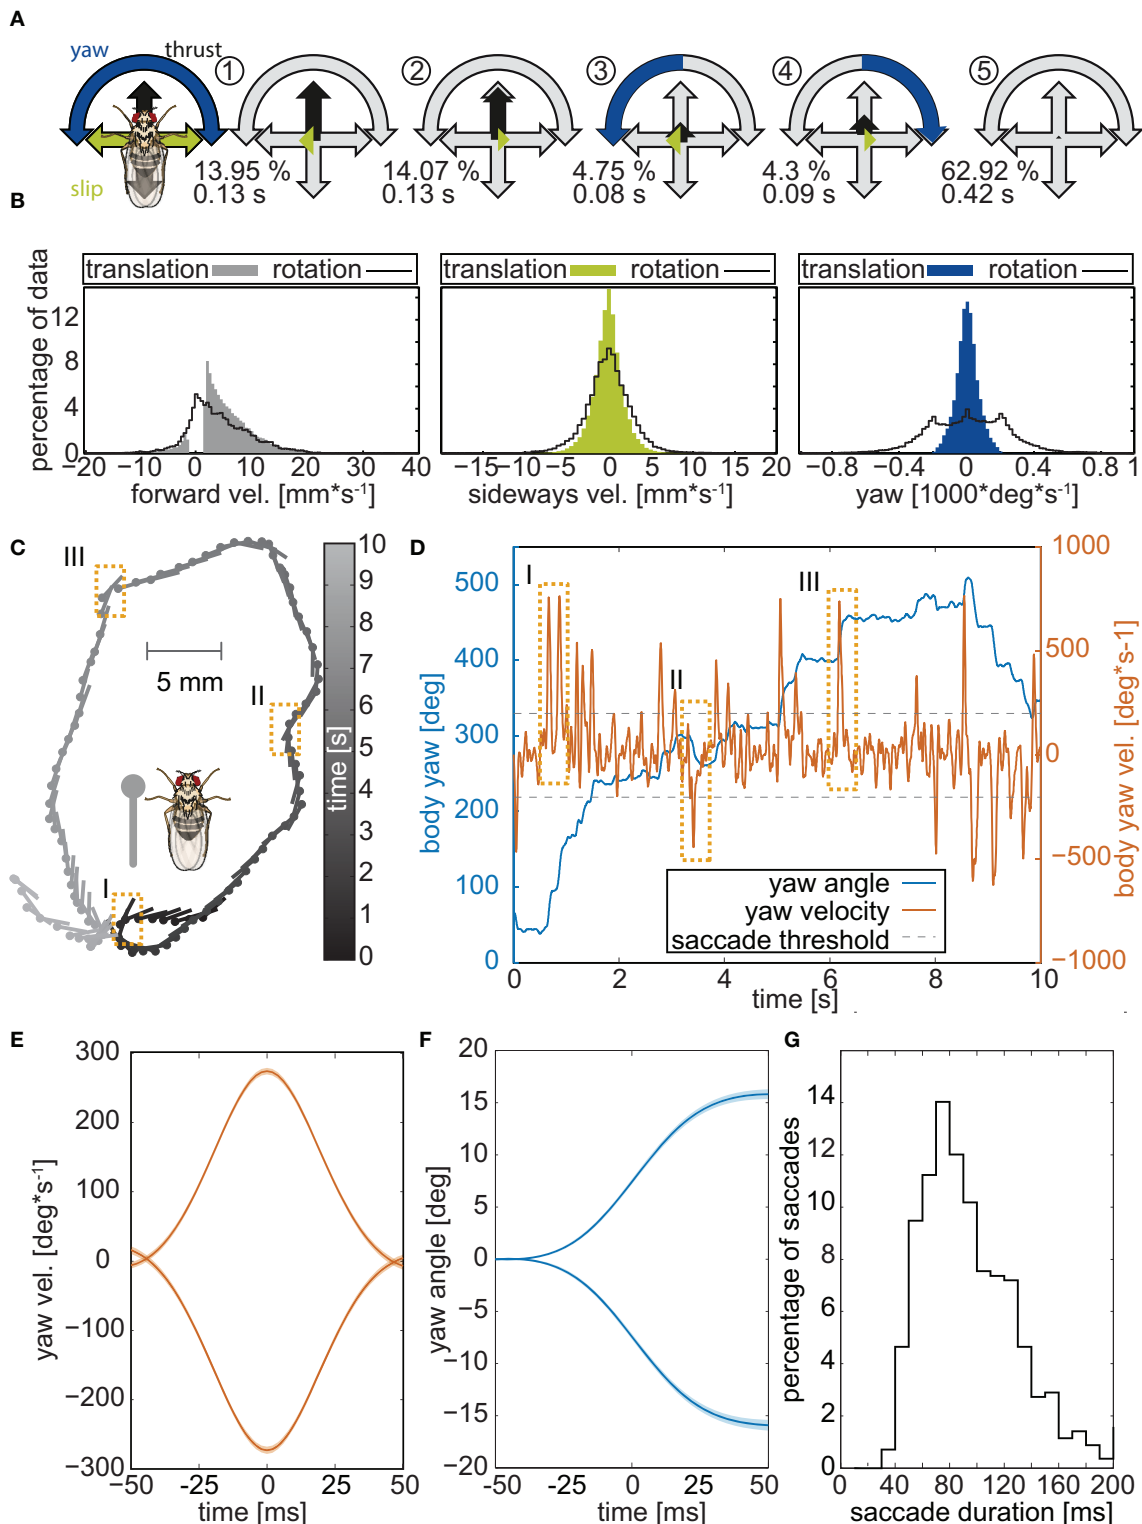 A
yaw
thrust
slip
1
13.95 %
0.13 s
2
14.07 %
0.13 s
3
4.75 %
0.08 s
4
4.3 %
0.09 s
5
62.92 %
0.42 s
B
translation rotation
translation rotation
translation rotation
percentage of data
12
8
4
0
−20 −10 0 10 20 30 40
forward vel. [mm*s-1]
−15 −10 −5 0 5 10 15 20
sideways vel. [mm*s-1]
−0.8 −0.4 0 0.4 0.8 1
yaw [1000*deg*s-1]
C
III
II
I
5 mm
time [s]
10
9
8
7
6
5
4
3
2
1
0
D
body yaw [deg]
500
400
300
200
100
0
I
II
III
1000
500
0
−500
−1000
body yaw vel. [deg*s-1]
yaw angle
yaw velocity
saccade threshold
0 2 4 6 8 10
time [s]
E
yaw vel. [deg*s-1]
300
200
100
0
−100
−200
−300
−50 -25 0 25 50
time [ms]
F
yaw angle [deg]
20
15
10
5
0
−5
−10
−15
−20
-50 -25 0 25 50
time [ms]
G
percentage of saccades
14
12
10
8
6
4
2
0
0 40 80 120 160 200
saccade duration [ms]